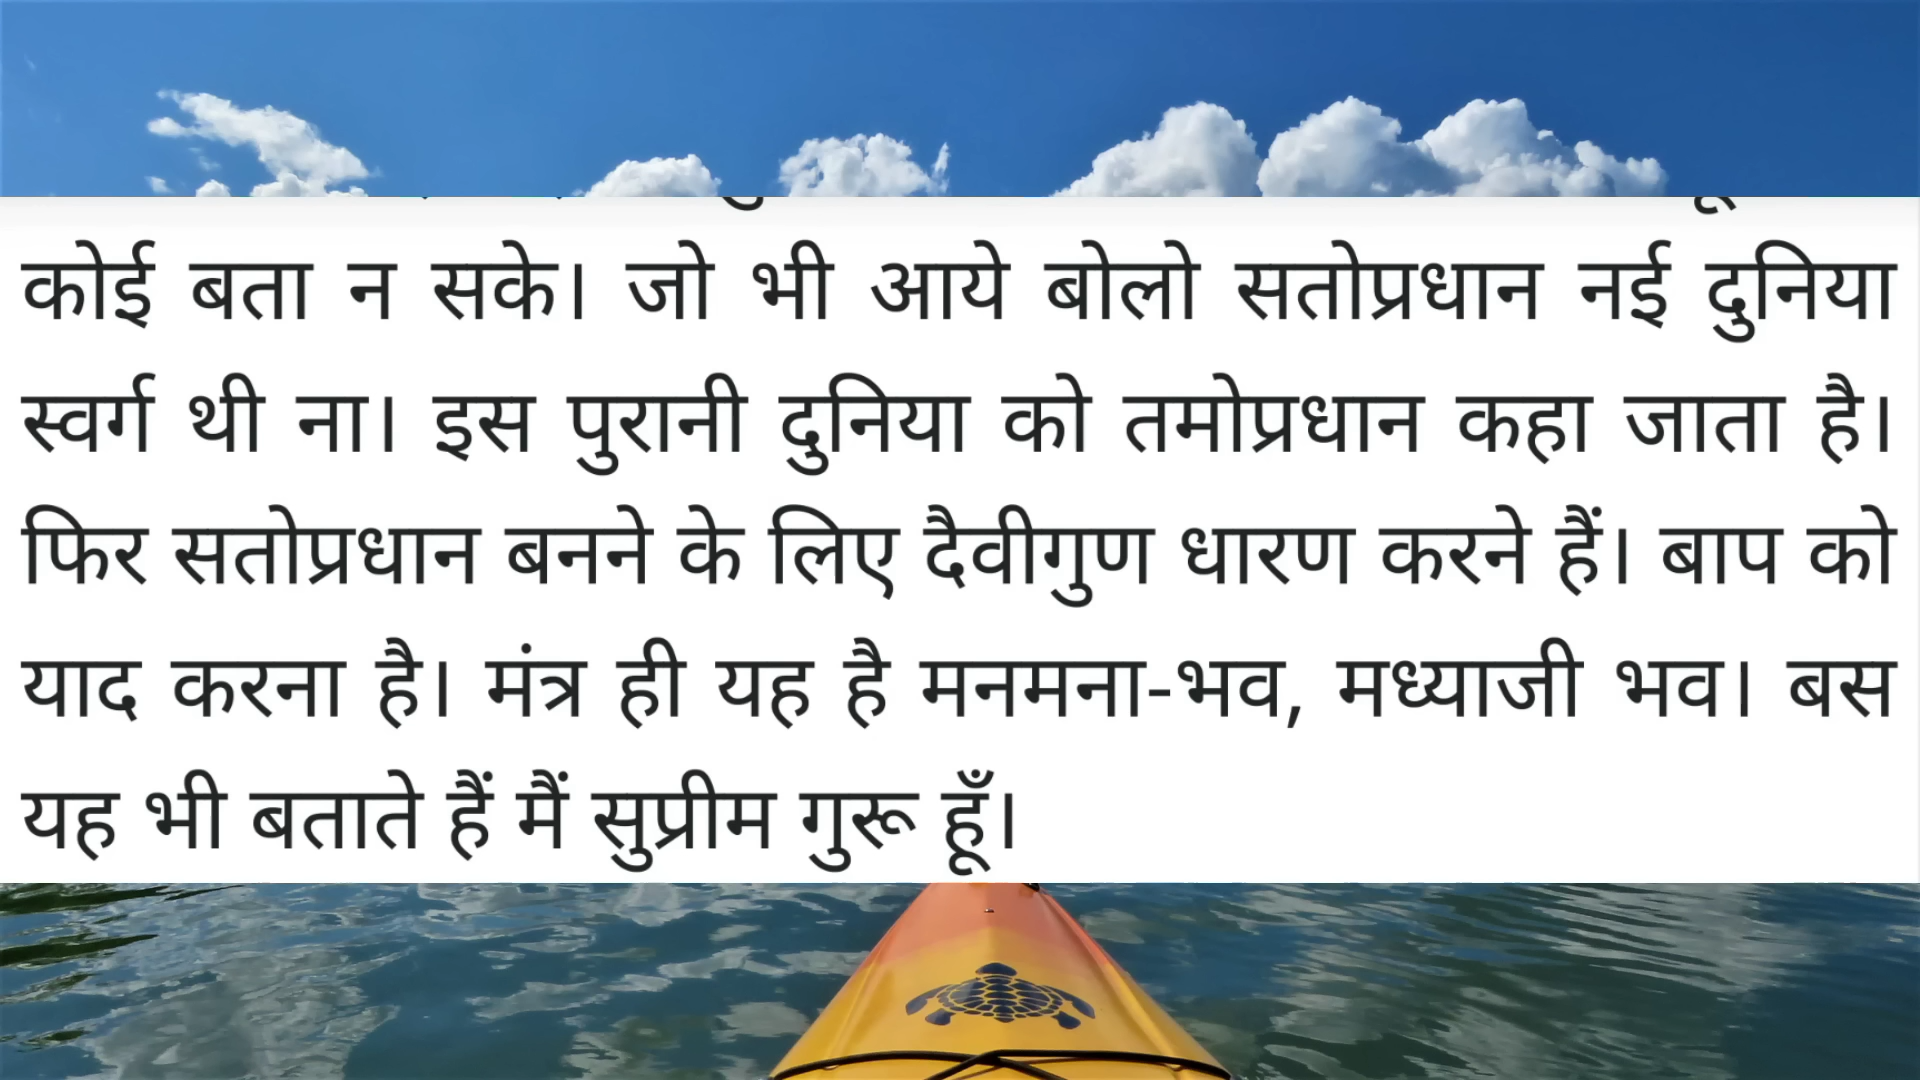 कोई बता न सके। जो भी आये बोलो सतोप्रधान नई दुनिया
स्वर्ग थी ना। इस पुरानी दुनिया को तमोप्रधान कहा जाता है।
फिर सतोप्रधान बनने के लिए दैवीगुण धारण करने हैं। बाप को
याद करना है। मंत्र ही यह है मनमना-भव, मध्याजी भव। बस
यह भी बताते हैं मैं सुप्रीम गुरू हूँ।